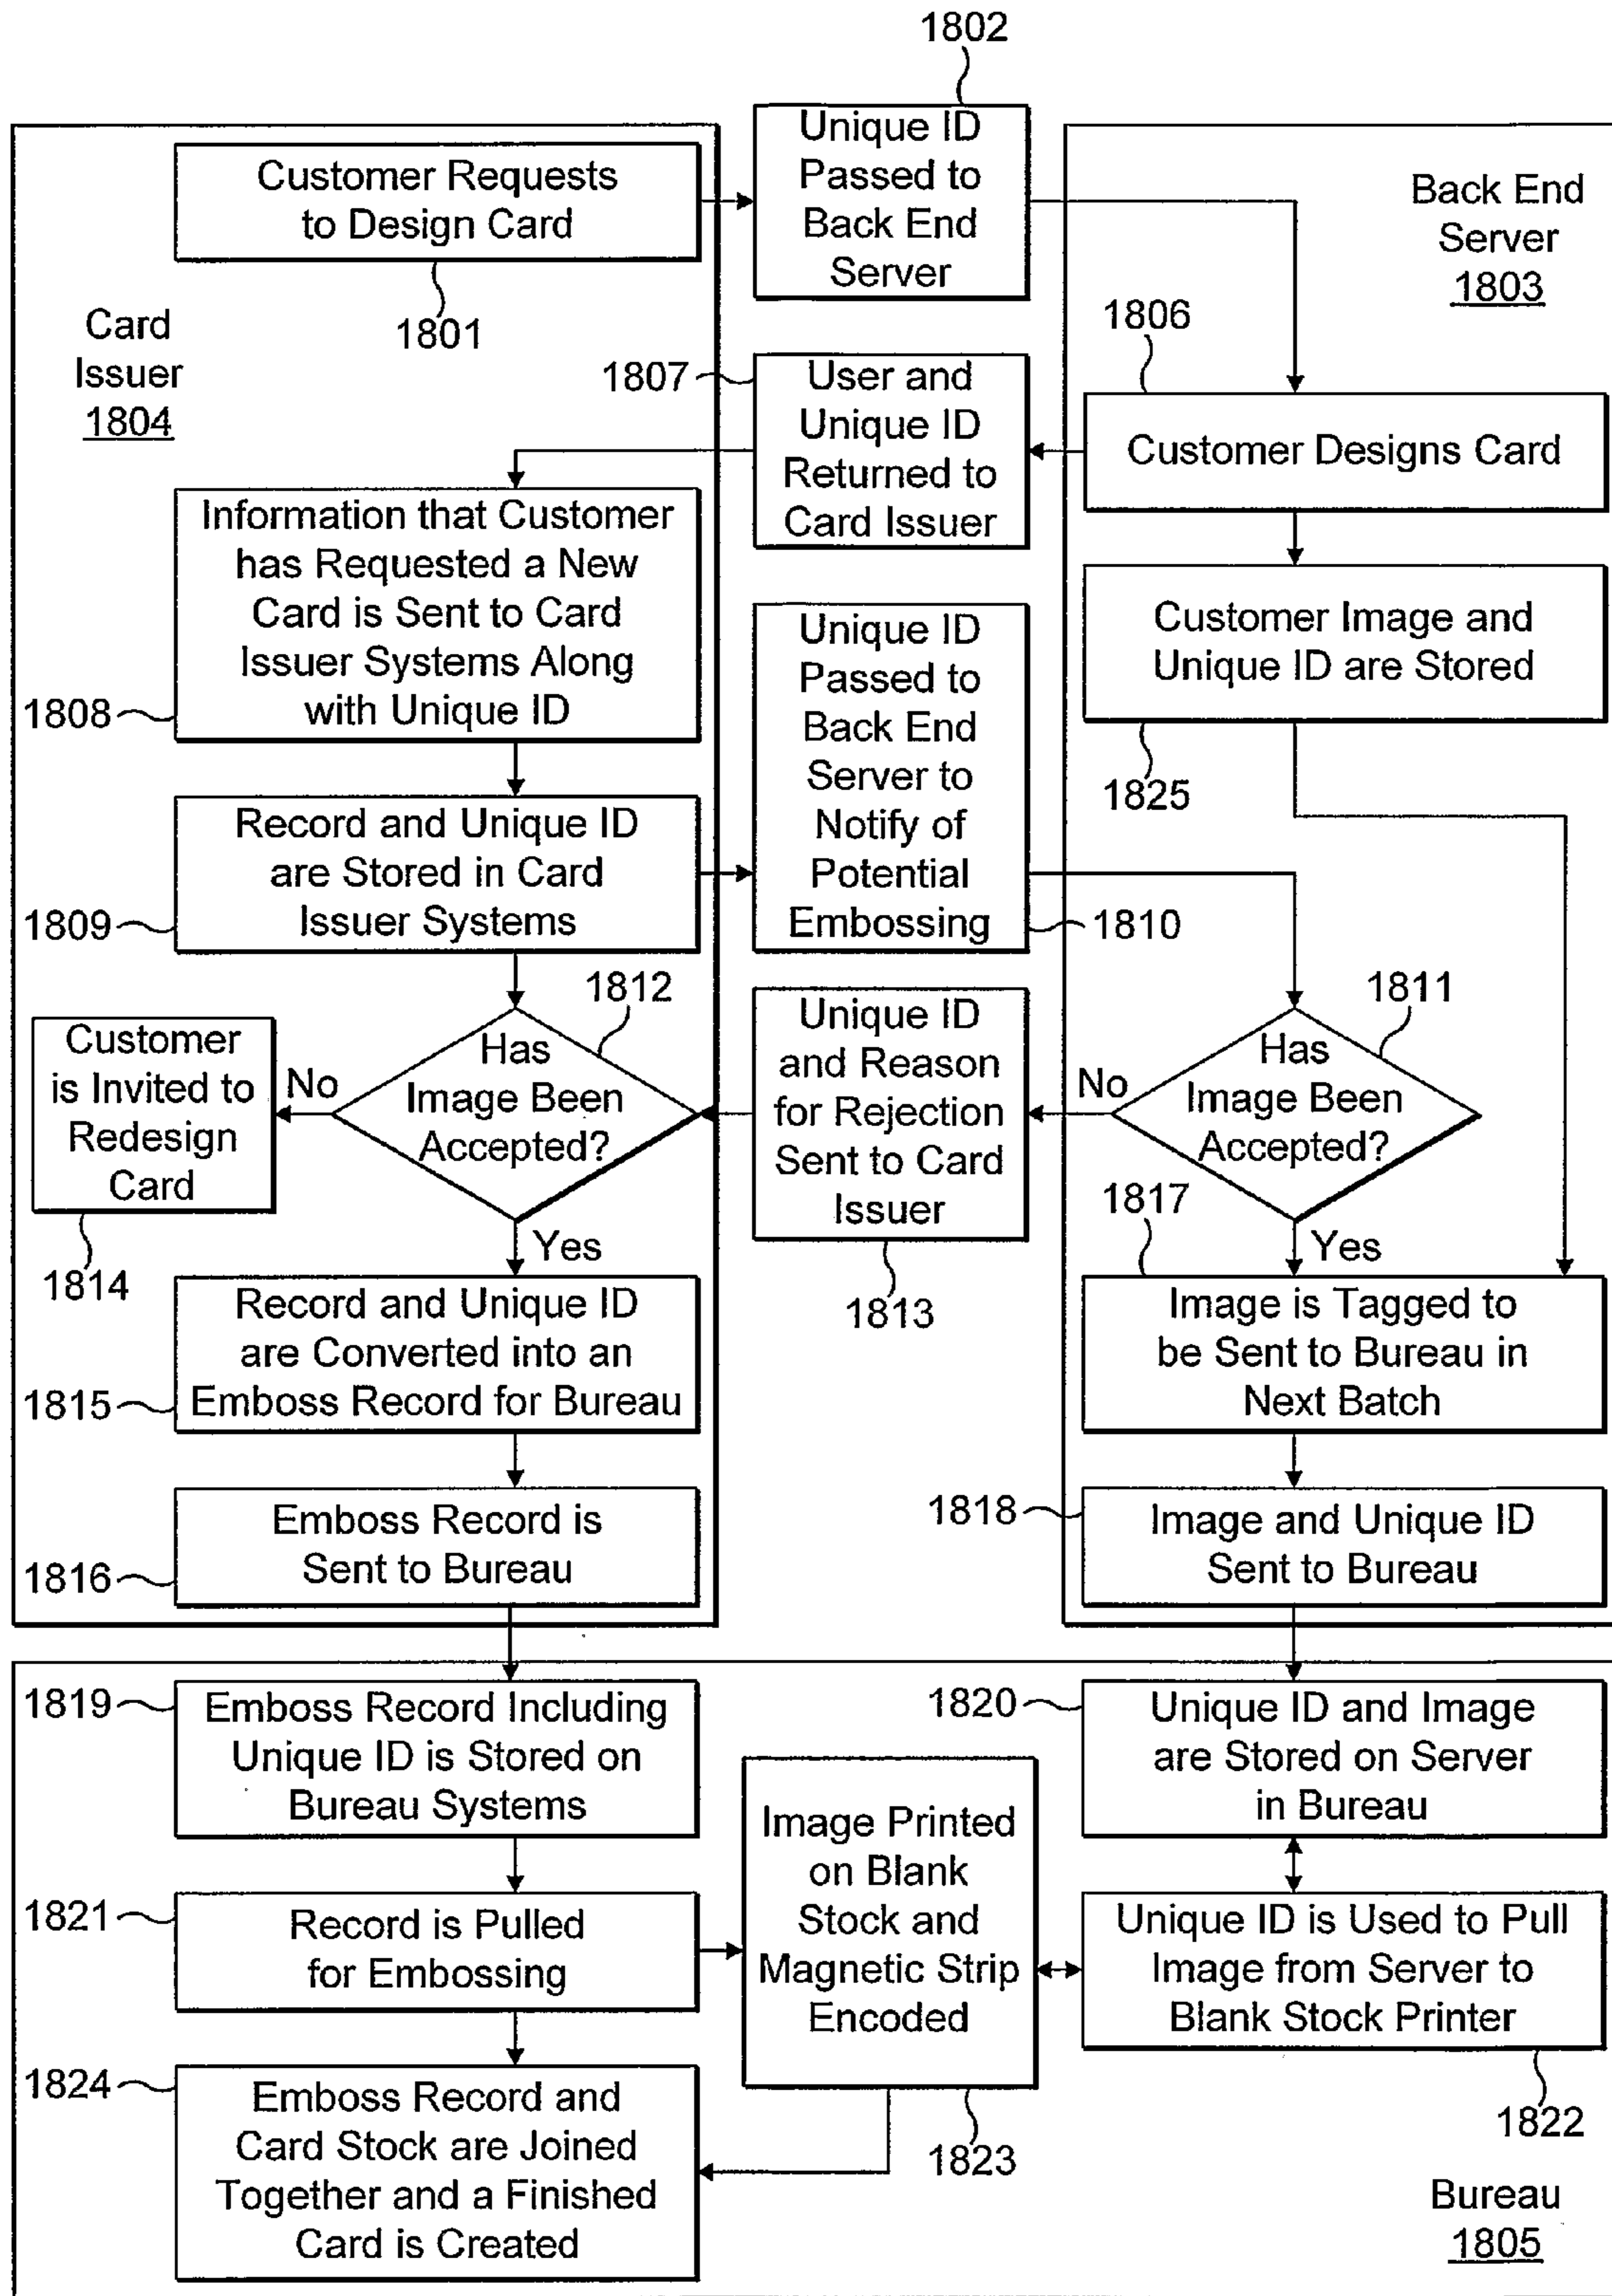 1802
Unique ID
Passed to
Back End
Server
Customer Requests
to Design Card
1801
Back End
Server
1803
Card
Issuer
1804
1806
1807
User and
Unique ID
Returned to
Card Issuer
Customer Designs Card
Information that Customer
has Requested a New
Card is Sent to Card
Issuer Systems Along
with Unique ID
1808
Unique ID
Passed to
Back End
Server to
Notify of
Potential
Embossing
1810
Customer Image and
Unique ID are Stored
1825
Record and Unique ID
are Stored in Card
Issuer Systems
1809
1812
Has
Image Been
Accepted?
No
Yes
Customer
is Invited to
Redesign
Card
1814
Unique ID
and Reason
for Rejection
Sent to Card
Issuer
1813
1811
Has
Image Been
Accepted?
No
Yes
1817
Record and Unique ID
are Converted into an
Emboss Record for Bureau
1815
Image is Tagged to
be Sent to Bureau in
Next Batch
Emboss Record is
Sent to Bureau
1816
1818
Image and Unique ID
Sent to Bureau
1819
Emboss Record Including
Unique ID is Stored on
Bureau Systems
1820
Unique ID and Image
are Stored on Server
in Bureau
Image Printed
on Blank
Stock and
Magnetic Strip
Encoded
1823
1821
Record is Pulled
for Embossing
Unique ID is Used to Pull
Image from Server to
Blank Stock Printer
1822
1824
Emboss Record and
Card Stock are Joined
Together and a Finished
Card is Created
Bureau
1805